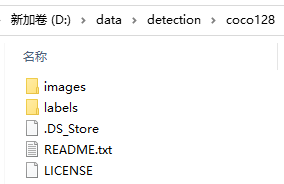 新加卷 (D:) › data › detection › coco128
名称
images
labels
.DS_Store
README.txt
LICENSE